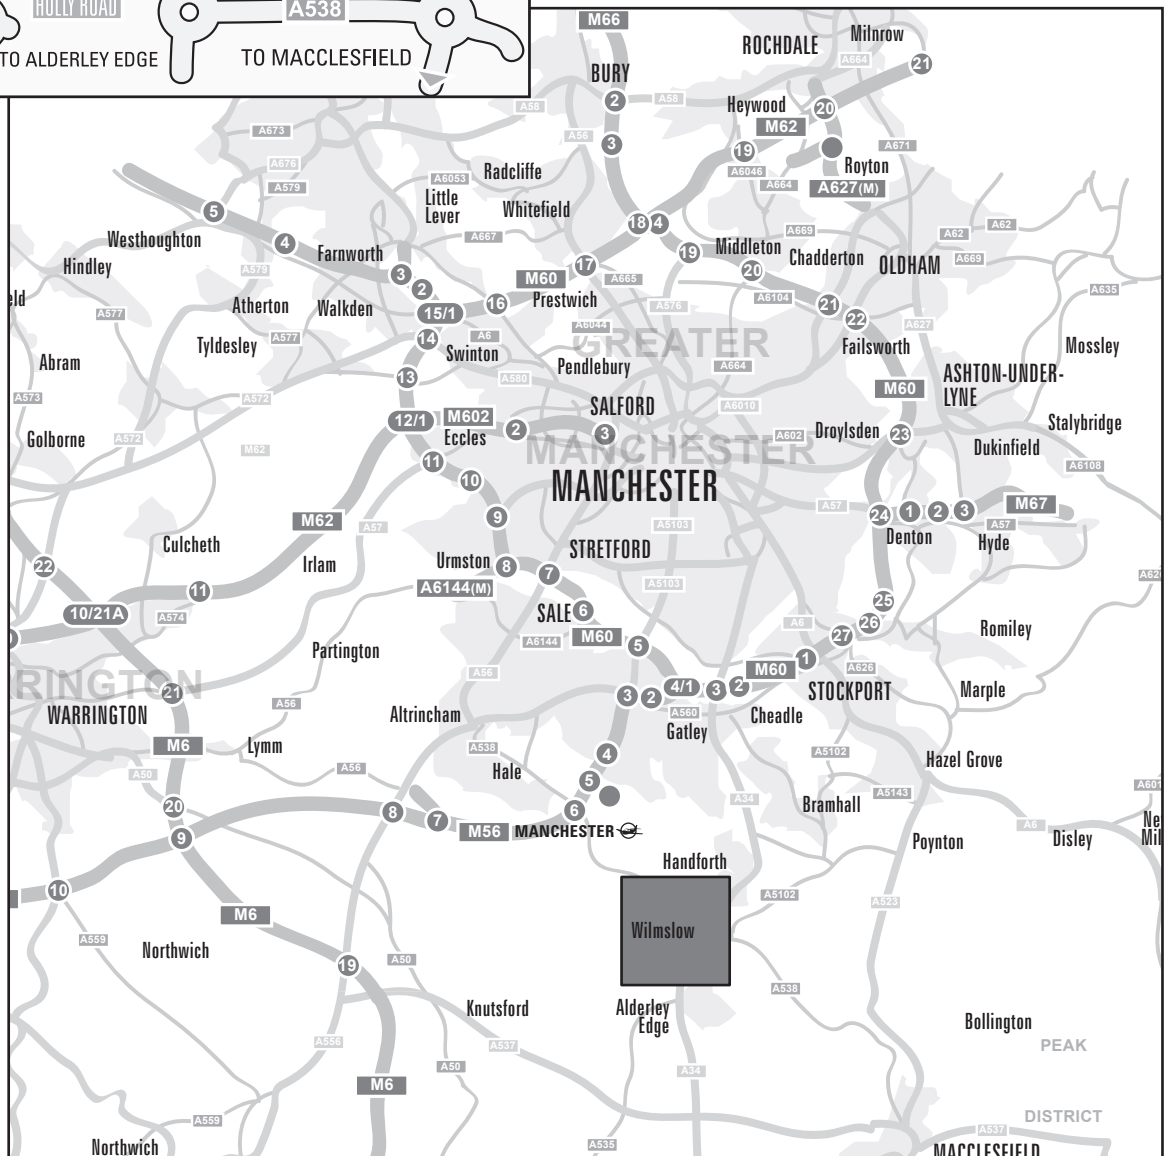 HOLLY ROAD
A538
TO ALDERLEY EDGE
TO MACCLESFIELD
M66
ROCHDALE
Milnrow
A664
21
BURY
2
A58
A58
Heywood
20
M62
A673
A56
3
19
A671
A676
Radcliffe
A6046
Royton
A579
A6053
A664
A627(M)
Little
Lever
Whitefield
5
18
4
A62
Westhoughton
4
A667
A669
A62
Farnworth
19
Middleton
Chadderton
A669
OLDHAM
Hindley
A579
3
17
20
2
M60
A665
A635
eld
Atherton
Walkden
16
Prestwich
A576
A6104
21
A577
15/1
22
A627
A6044
GREATER
A577
14
A6
Tyldesley
Swinton
Failsworth
Mossley
Abram
Pendlebury
A664
13
A580
M60
ASHTON-UNDER-
LYNE
A573
A572
SALFORD
A6010
12/1
M602
Stalybridge
2
3
Droylsden
23
Golborne
A572
Eccles
A602
M62
MANCHESTER
Dukinfield
11
A6108
10
MANCHESTER
M67
9
A57
24
1
2
3
M62
A57
A5103
A57
Denton
Hyde
Culcheth
STRETFORD
22
Irlam
Urmston
8
7
A62
11
A6144(M)
A5103
10/21A
25
A574
SALE
6
A6
26
Romiley
M60
27
A6144
5
Partington
1
RINGTON
A56
M60
A626
21
4/1
3
2
3
2
STOCKPORT
Marple
A56
WARRINGTON
Altrincham
A560
Cheadle
Gatley
M6
Lymm
A538
4
A5102
Hazel Grove
A50
A56
Hale
5
A601
A5143
20
A34
Bramhall
8
7
6
A6
Ne
Mil
9
M56
MANCHESTER
Poynton
Disley
Handforth
10
A5102
A523
M6
Wilmslow
A559
Northwich
A50
19
A538
Knutsford
Alderley
Edge
Bollington
A556
A537
PEAK
A50
A34
M6
DISTRICT
A559
A537
Northwich
A535
MACCLESFIELD